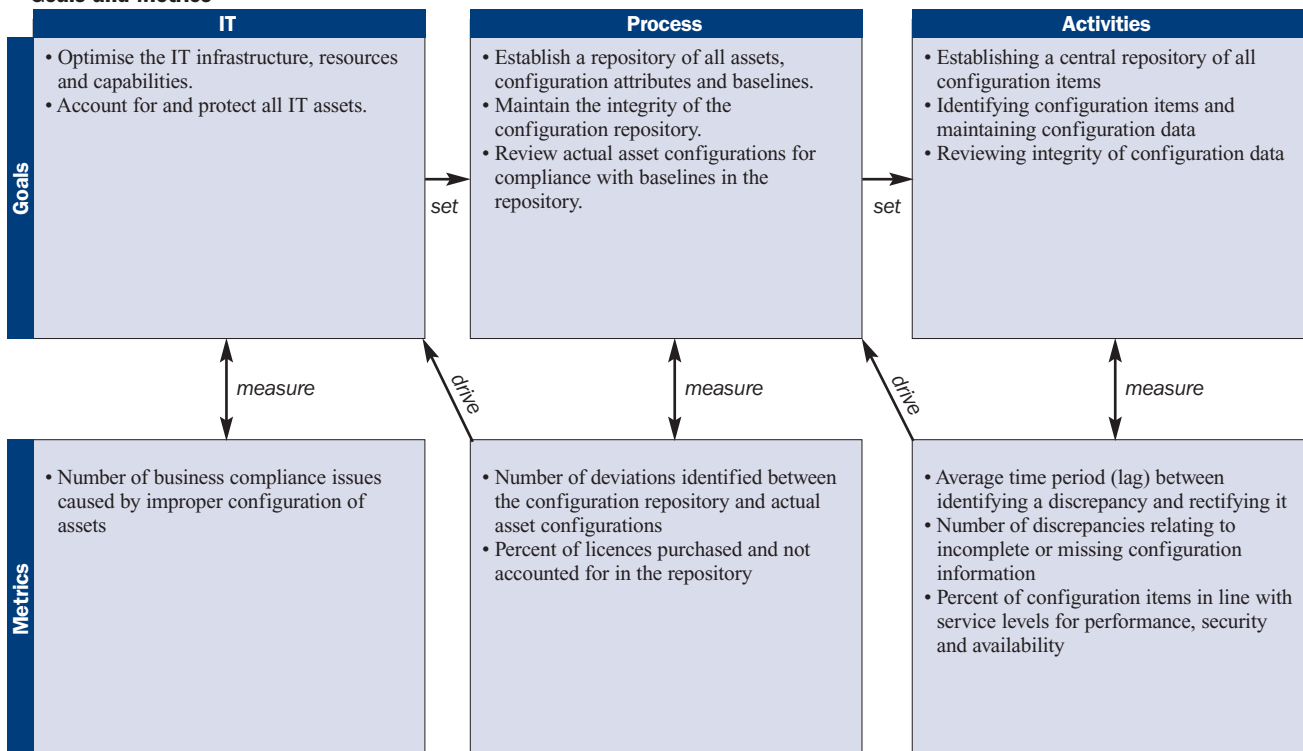 Goals and Metrics
IT
Process
Activities
Goals
• Optimise the IT infrastructure, resources
and capabilities.
• Account for and protect all IT assets.
set
• Establish a repository of all assets,
configuration attributes and baselines.
• Maintain the integrity of the
configuration repository.
• Review actual asset configurations for
compliance with baselines in the
repository.
set
• Establishing a central repository of all
configuration items
• Identifying configuration items and
maintaining configuration data
• Reviewing integrity of configuration data
measure
drive
measure
drive
measure
Metrics
• Number of business compliance issues
caused by improper configuration of
assets
• Number of deviations identified between
the configuration repository and actual
asset configurations
• Percent of licences purchased and not
accounted for in the repository
• Average time period (lag) between
identifying a discrepancy and rectifying it
• Number of discrepancies relating to
incomplete or missing configuration
information
• Percent of configuration items in line with
service levels for performance, security
and availability